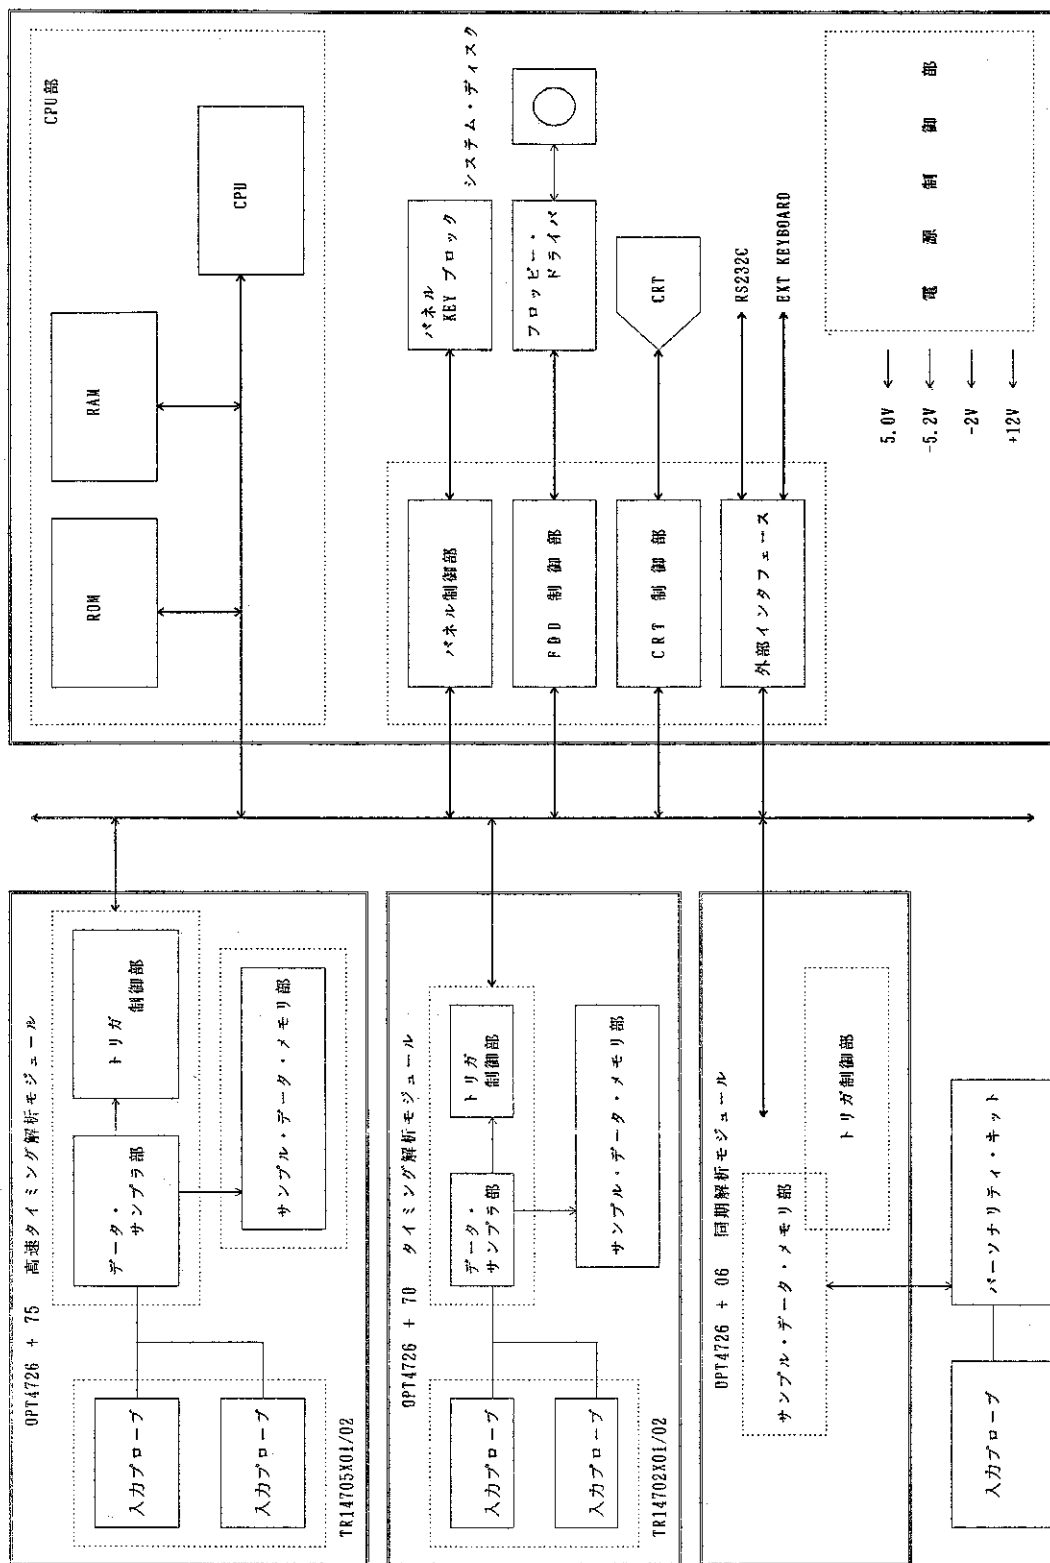 OPT4726 + 75　高速タイミング解析モジュール
入力プローブ
入力プローブ
TR14705X01/02
データ・
サンプラ部
トリガ
制御部
サンプル・データ・メモリ部
OPT4726 + 70　タイミング解析モジュール
入力プローブ
入力プローブ
TR14702X01/02
データ・
サンプラ部
トリガ
制御部
サンプル・データ・メモリ部
OPT4726 + 06　同期解析モジュール
サンプル・データ・メモリ部
トリガ制御部
入力プローブ
パーソナリティ・キット
CPU部
ROM
RAM
CPU
パネル制御部
パネル
KEY ブロック
FDD 制 御 部
フロッピー・
ドライバ
システム・ディスク
CRT 制 御 部
CRT
外部インタフェース
RS232C
EXT KEYBOARD
5.0V
-5.2V
-2V
+12V
電 源 制 御 部